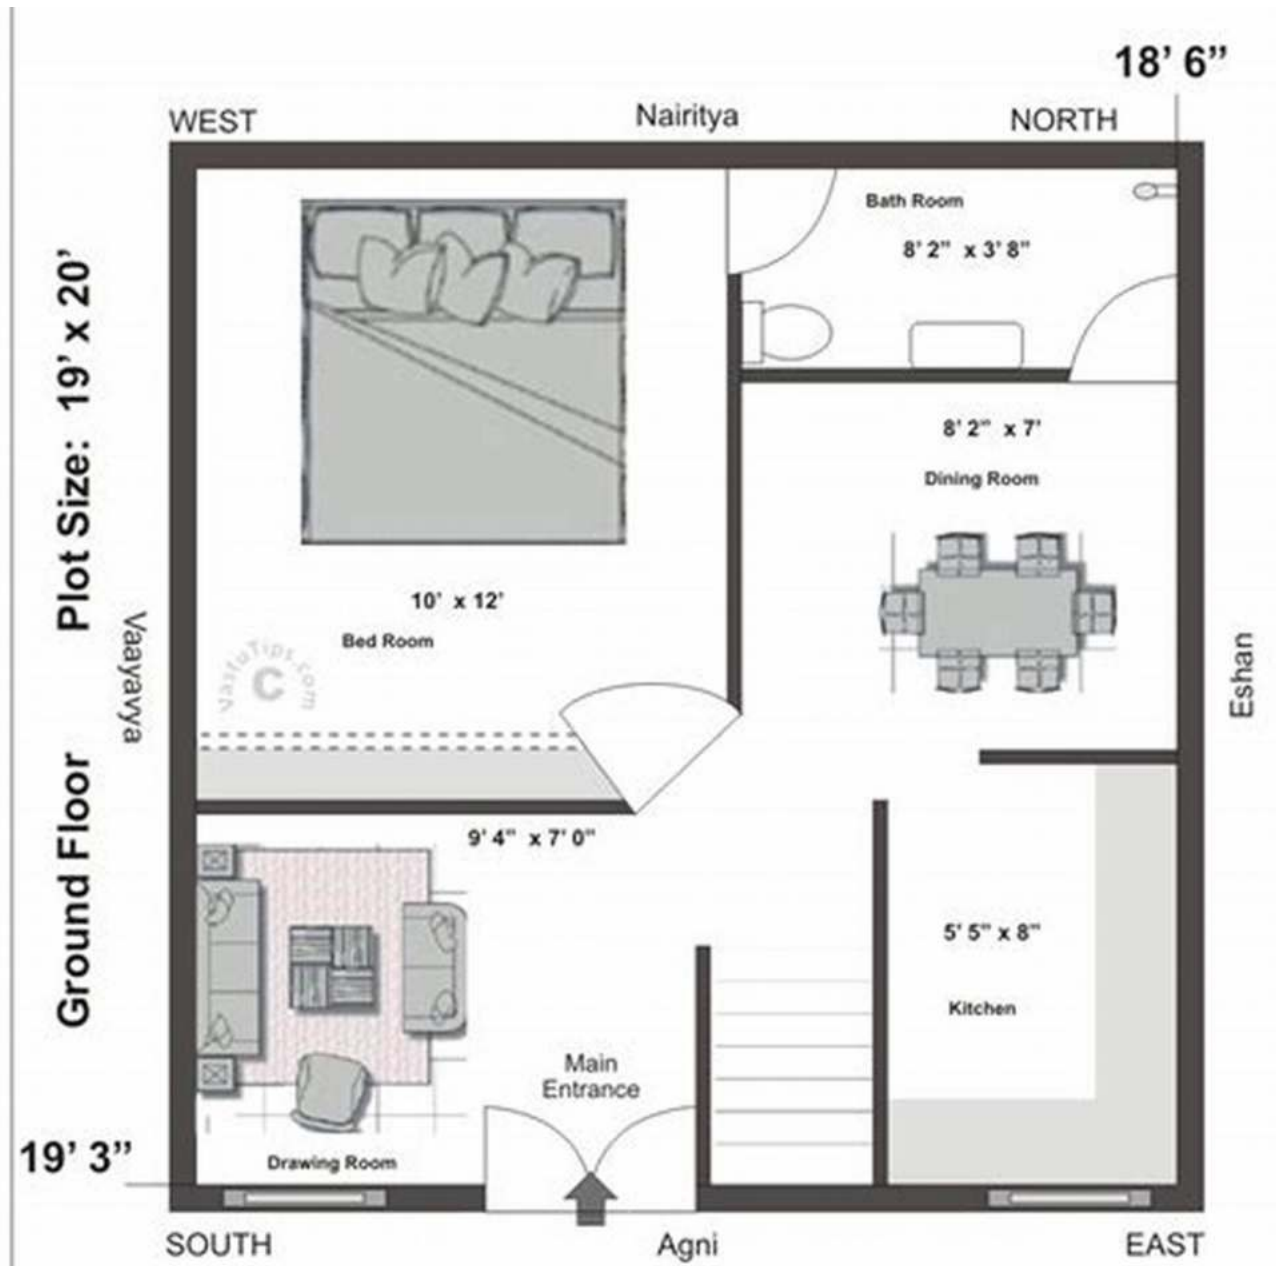 18’ 6”
WEST
Nairitya
NORTH
Bath Room
8’ 2” x 3’ 8”
Plot Size: 19’ x 20’
8’ 2” x 7’
Dining Room
10’ x 12’
Bed Room
VastuTips.com
C
Vaayavya
Eshan
Ground Floor
9’ 4” x 7’ 0”
5’ 5” x 8”
Kitchen
Main
Entrance
19’ 3”
Drawing Room
SOUTH
Agni
EAST